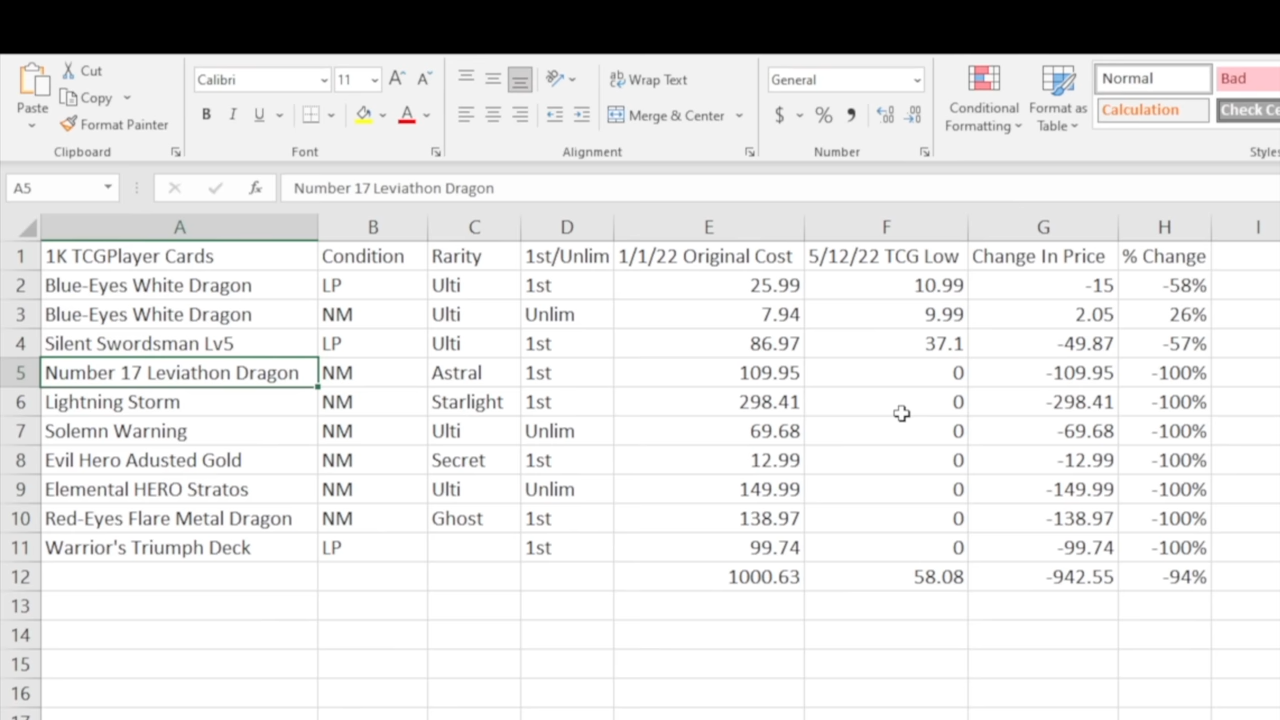 Cut
Calibri 11 A^ A˅ Wrap Text General Normal Bad
Paste Copy
B I U A Merge & Center $ % , Conditional Formatting Format as Table Calculation Check Ce
Format Painter
Clipboard Font Alignment Number Styles
A5 fx Number 17 Leviathon Dragon
A B C D E F G H I
1 1K TCGPlayer Cards Condition Rarity 1st/Unlim 1/1/22 Original Cost 5/12/22 TCG Low Change In Price % Change
2 Blue-Eyes White Dragon LP Ulti 1st 25.99 10.99 -15 -58%
3 Blue-Eyes White Dragon NM Ulti Unlim 7.94 9.99 2.05 26%
4 Silent Swordsman Lv5 LP Ulti 1st 86.97 37.1 -49.87 -57%
5 Number 17 Leviathon Dragon NM Astral 1st 109.95 0 -109.95 -100%
6 Lightning Storm NM Starlight 1st 298.41 0 -298.41 -100%
7 Solemn Warning NM Ulti Unlim 69.68 0 -69.68 -100%
8 Evil Hero Adusted Gold NM Secret 1st 12.99 0 -12.99 -100%
9 Elemental HERO Stratos NM Ulti Unlim 149.99 0 -149.99 -100%
10 Red-Eyes Flare Metal Dragon NM Ghost 1st 138.97 0 -138.97 -100%
11 Warrior's Triumph Deck LP 1st 99.74 0 -99.74 -100%
12 1000.63 58.08 -942.55 -94%
13
14
15
16
17